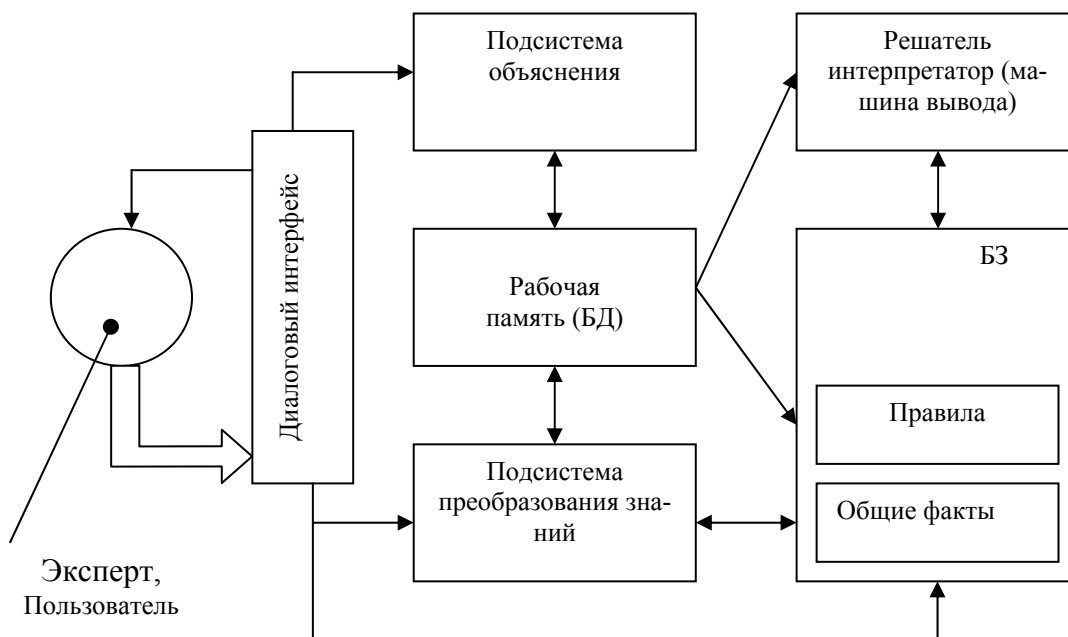 Подсистема
объяснения
Решатель
интерпретатор (ма-
шина вывода)
Диалоговый интерфейс
Рабочая
память (БД)
БЗ
Правила
Общие факты
Подсистема
преобразования зна-
ний
Эксперт,
Пользователь